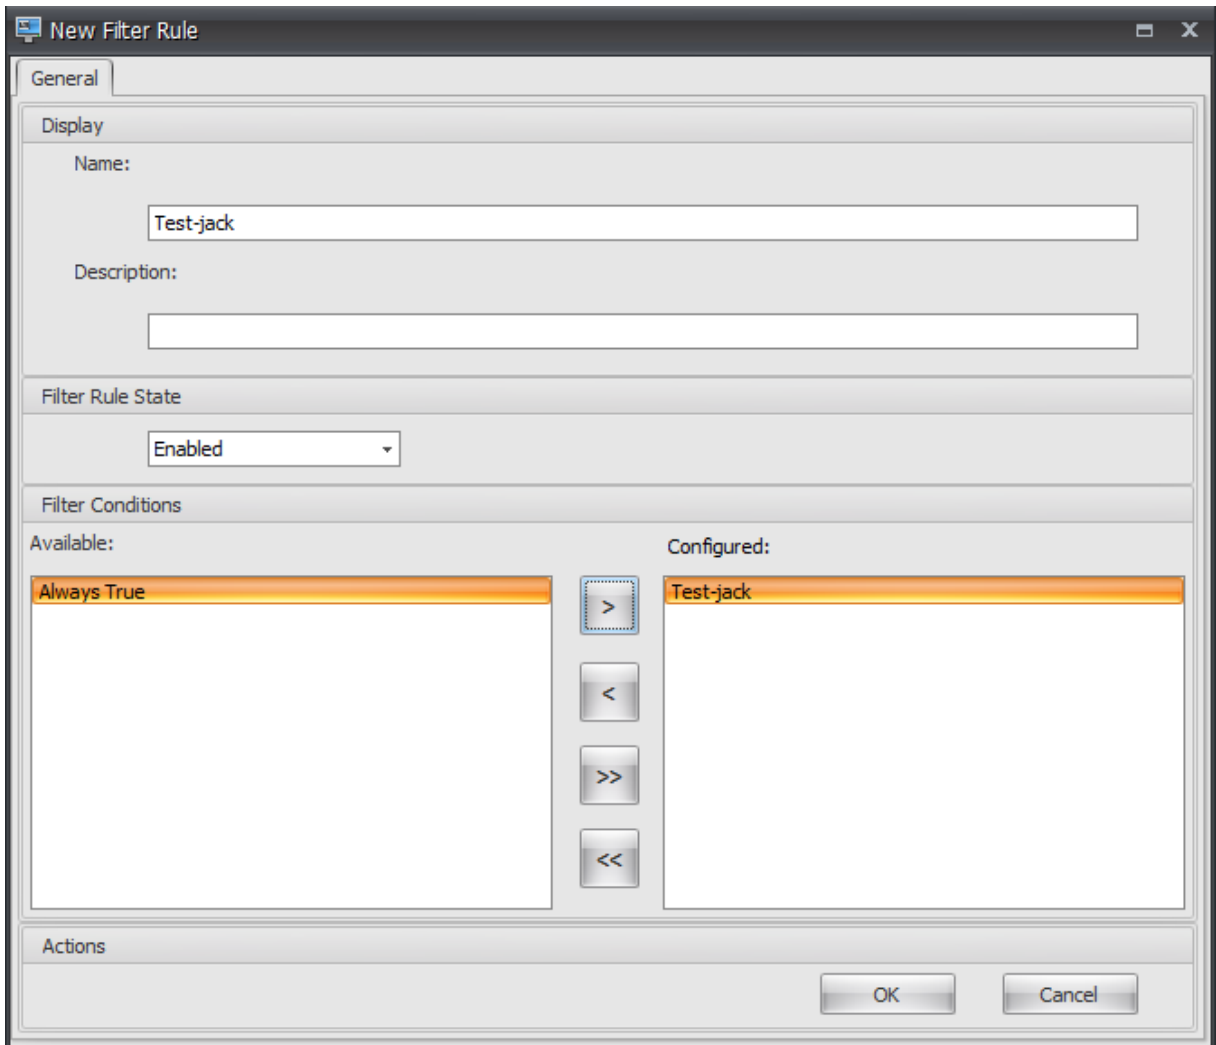 New Filter Rule
General
Display
Name:
Test-jack
Description:
Filter Rule State
Enabled
Filter Conditions
Available:
Configured:
Always True
>
Test-jack
<
>>
<<
Actions
OK
Cancel